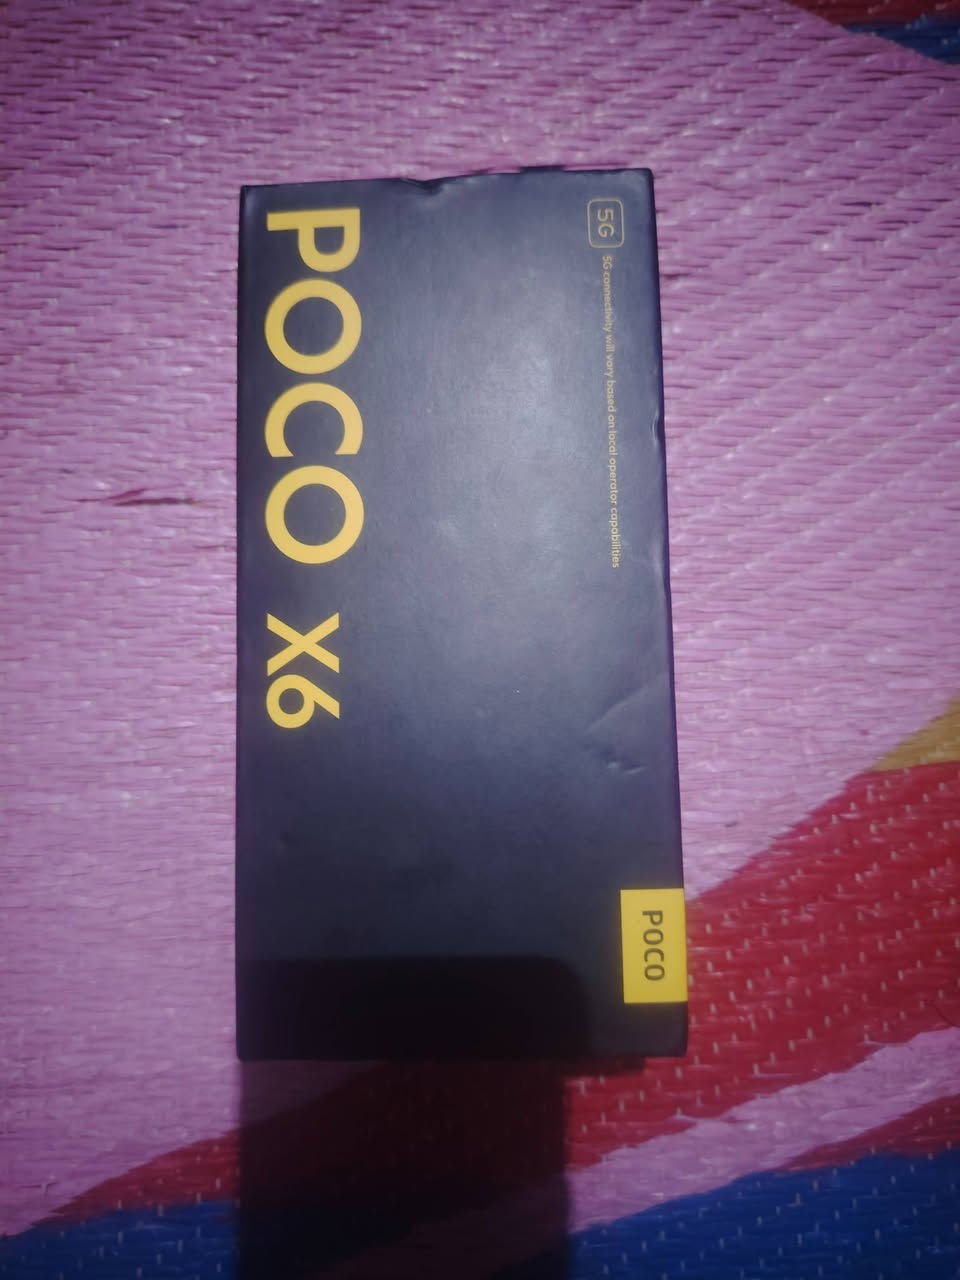 5G
5G connectivity will vary based on local operator capabilities
POCO X6
POCO